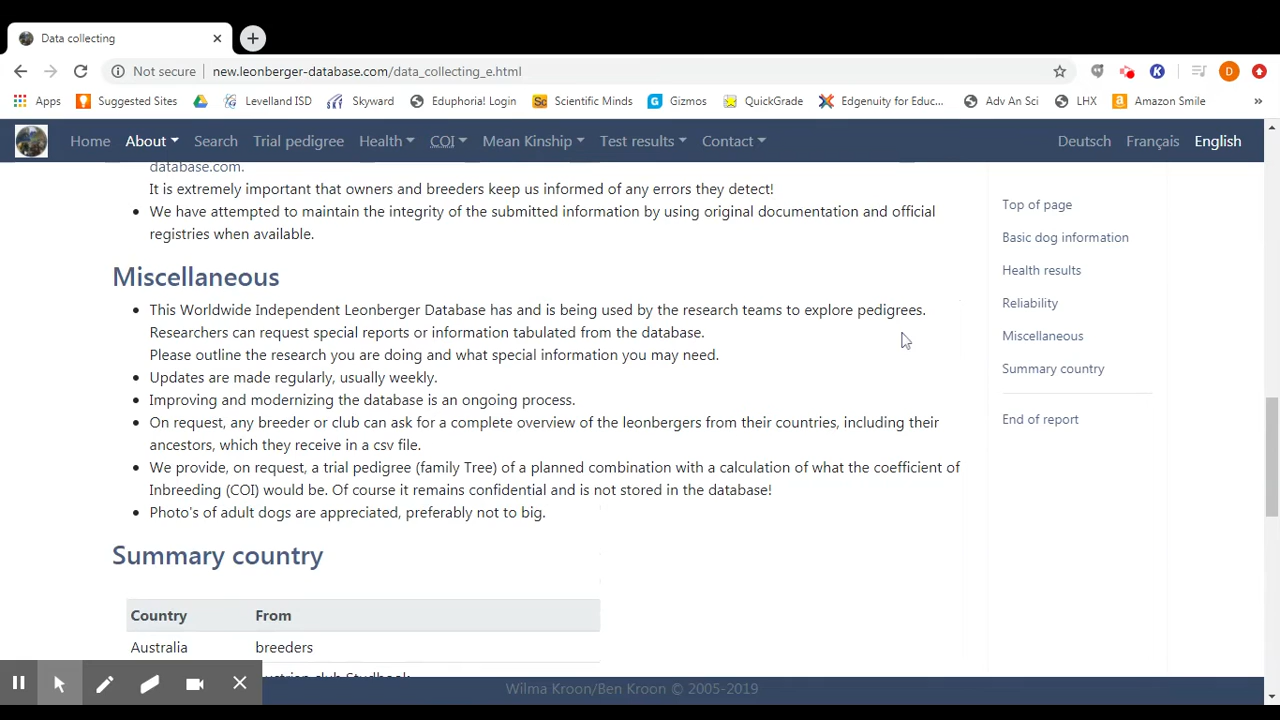 Data collecting
Not secure
new.leonberger-database.com/data_collecting_e.html
D
Apps
Suggested Sites
Levelland ISD
Skyward
Eduphoria! Login
Sc Scientific Minds
G Gizmos
QuickGrade
Edgenuity for Educ...
Adv An Sci
LHX
a Amazon Smile
»
Home
About
Search
Trial pedigree
Health
COI
Mean Kinship
Test results
Contact
Deutsch
Français
English
database.com.
It is extremely important that owners and breeders keep us informed of any errors they detect!
We have attempted to maintain the integrity of the submitted information by using original documentation and official
registries when available.
Miscellaneous
This Worldwide Independent Leonberger Database has and is being used by the research teams to explore pedigrees.
Researchers can request special reports or information tabulated from the database.
Please outline the research you are doing and what special information you may need.
Updates are made regularly, usually weekly.
Improving and modernizing the database is an ongoing process.
On request, any breeder or club can ask for a complete overview of the leonbergers from their countries, including their
ancestors, which they receive in a csv file.
We provide, on request, a trial pedigree (family Tree) of a planned combination with a calculation of what the coefficient of
Inbreeding (COI) would be. Of course it remains confidential and is not stored in the database!
Photo's of adult dogs are appreciated, preferably not to big.
Summary country
Country From
Australia breeders
Top of page
Basic dog information
Health results
Reliability
Miscellaneous
Summary country
End of report
Wilma Kroon/Ben Kroon © 2005-2019